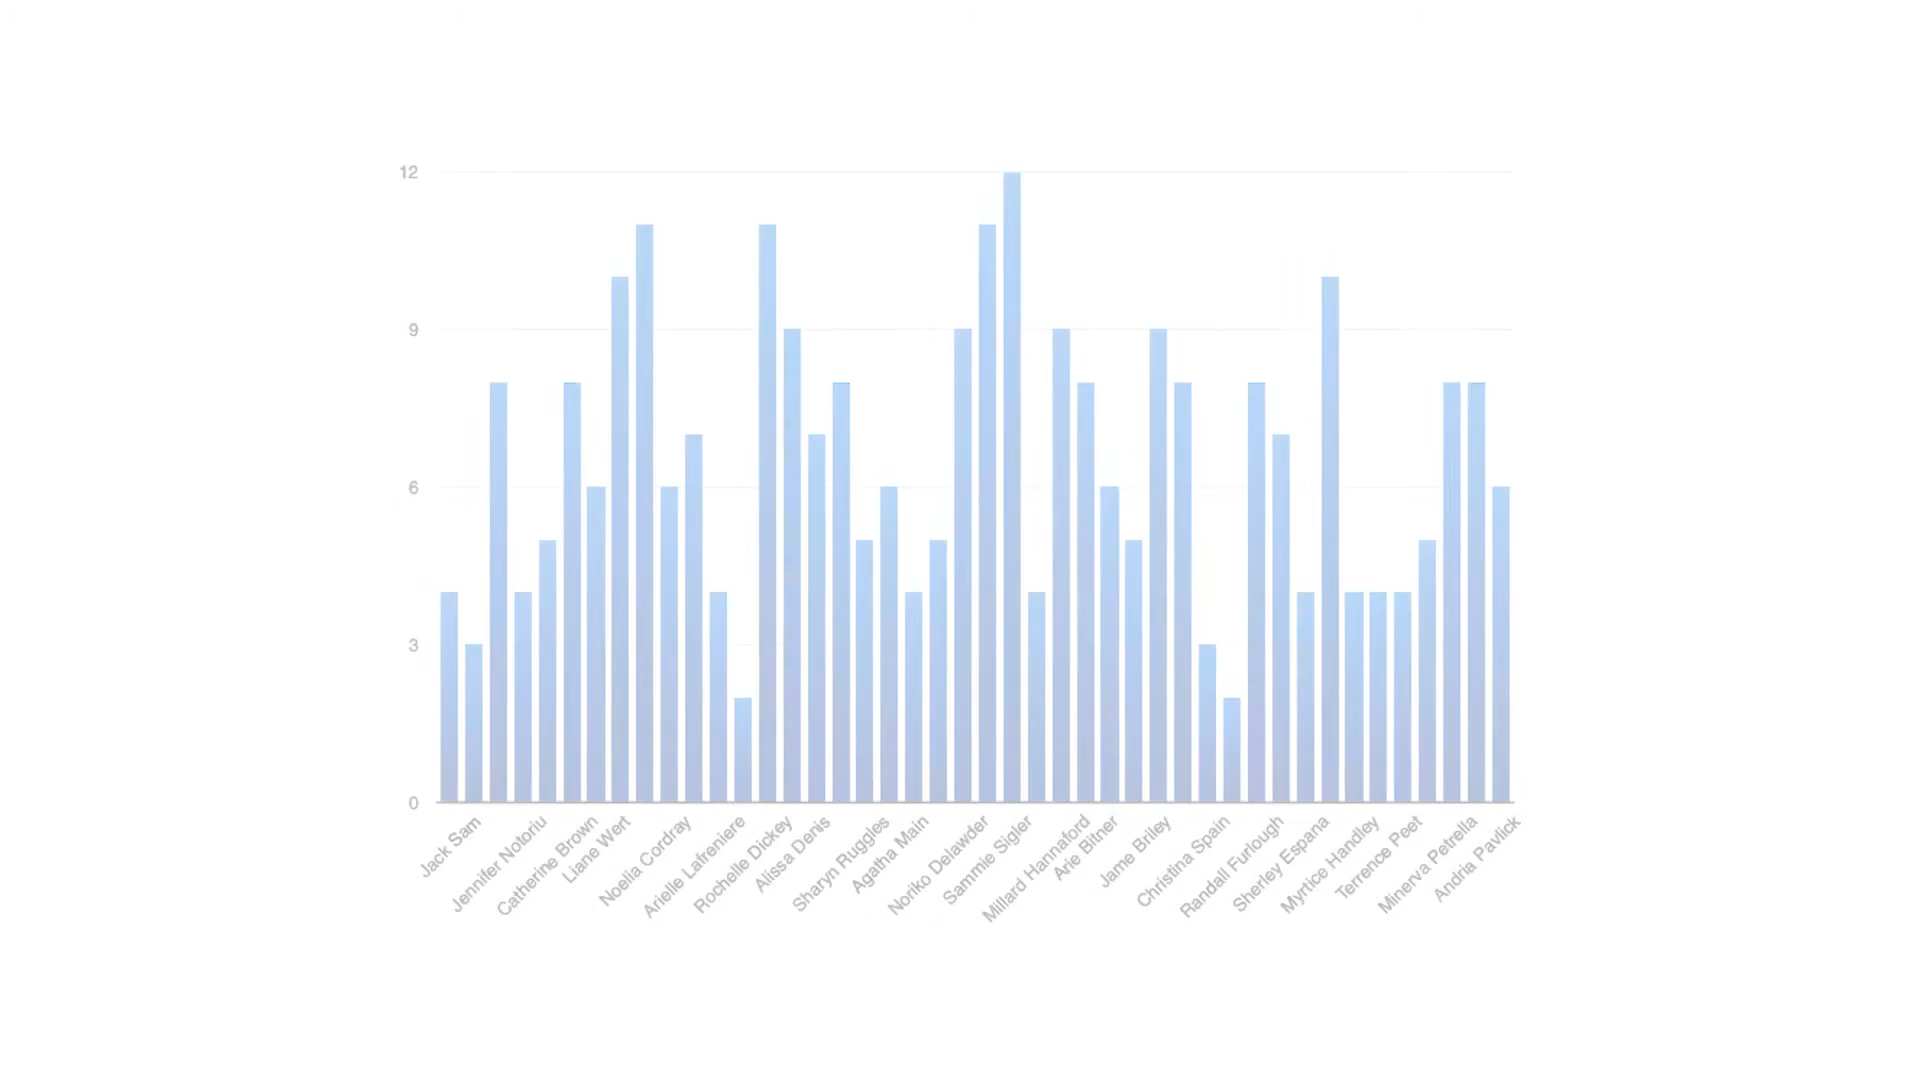 12
9
6
3
0
Jack Sam
Jennifer Notoriu
Catherine Brown
Liane Wert
Noelia Cordray
Arielle Lafreniere
Rochelle Dickey
Alissa Denis
Sharyn Ruggles
Agatha Main
Noriko Delawder
Sammie Sigler
Millard Hannaford
Arie Bitner
Jame Briley
Christina Spain
Randall Furlough
Sherley Espana
Myrtice Handley
Terrence Peet
Minerva Petrella
Andria Pavlick